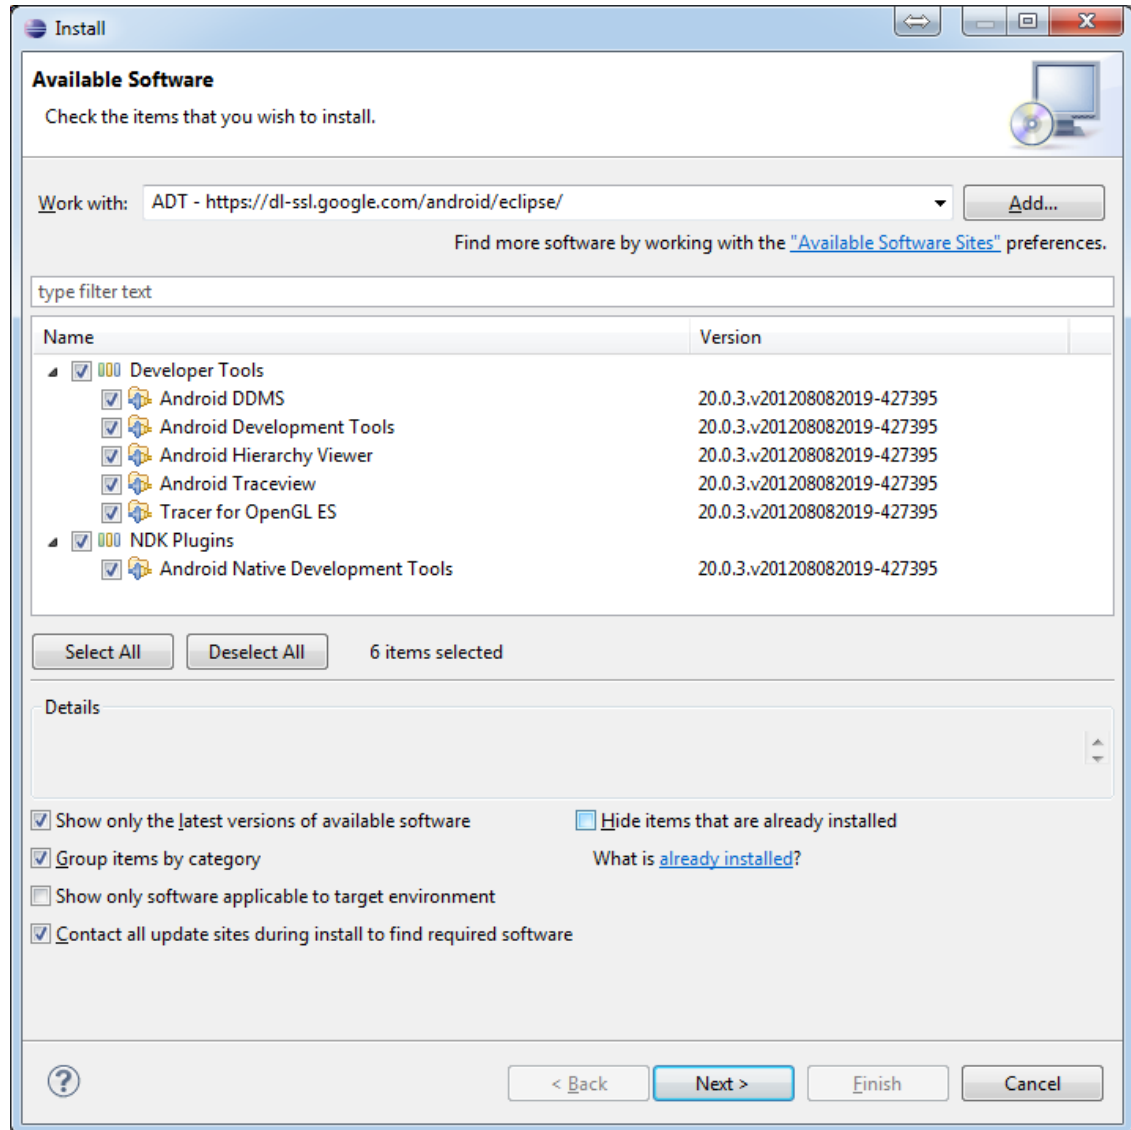 Install
Available Software
Check the items that you wish to install.
Work with: ADT - https://dl-ssl.google.com/android/eclipse/ Add...
Find more software by working with the "Available Software Sites" preferences.
type filter text
Name Version
Developer Tools
Android DDMS 20.0.3.v201208082019-427395
Android Development Tools 20.0.3.v201208082019-427395
Android Hierarchy Viewer 20.0.3.v201208082019-427395
Android Traceview 20.0.3.v201208082019-427395
Tracer for OpenGL ES 20.0.3.v201208082019-427395
NDK Plugins
Android Native Development Tools 20.0.3.v201208082019-427395
Select All Deselect All 6 items selected
Details
Show only the latest versions of available software Hide items that are already installed
Group items by category What is already installed?
Show only software applicable to target environment
Contact all update sites during install to find required software
? < Back Next > Finish Cancel